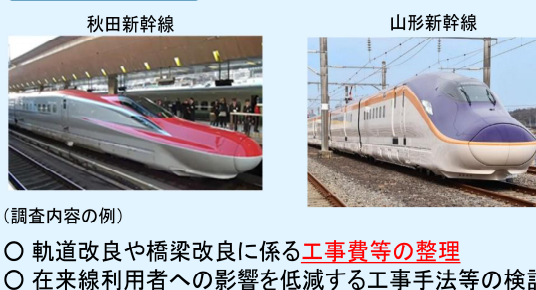 秋田新幹線
山形新幹線
（調査内容の例）
○ 軌道改良や橋梁改良に係る工事費等の整理
○ 在来線利用者への影響を低減する工事手法等の検討